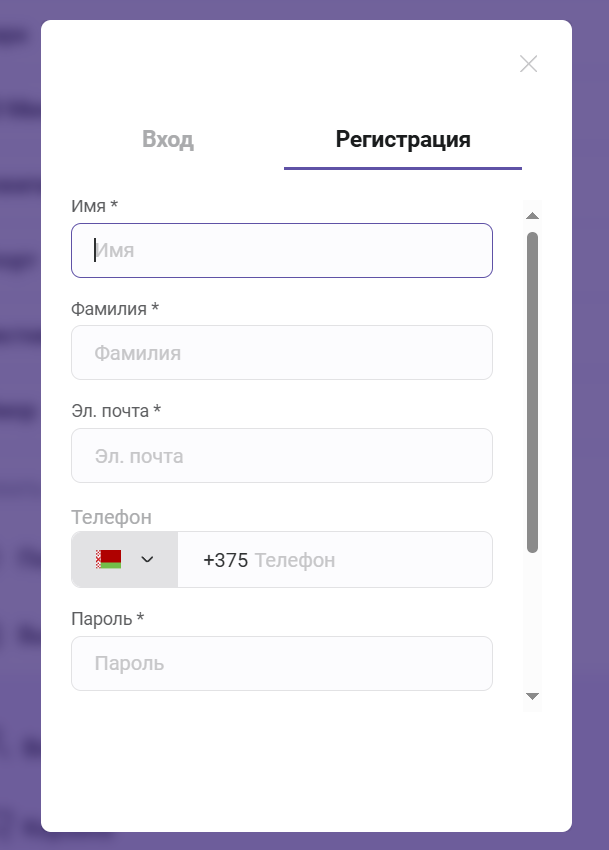 Вход Регистрация
Имя *
Имя
Фамилия *
Фамилия
Эл. почта *
Эл. почта
Телефон
+375 Телефон
Пароль *
Пароль